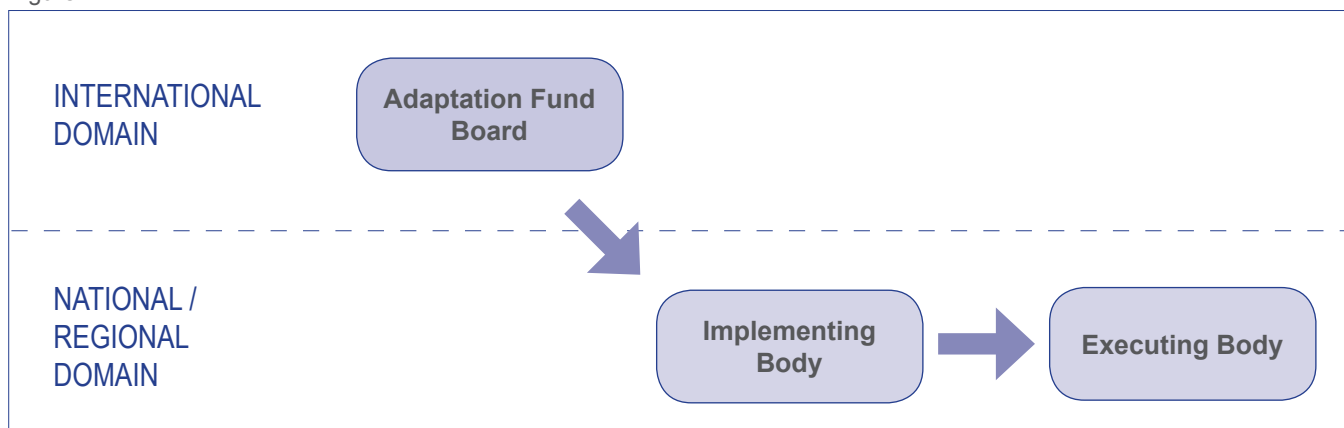 INTERNATIONAL
DOMAIN
Adaptation Fund
Board
NATIONAL /
REGIONAL
DOMAIN
Implementing
Body
Executing Body